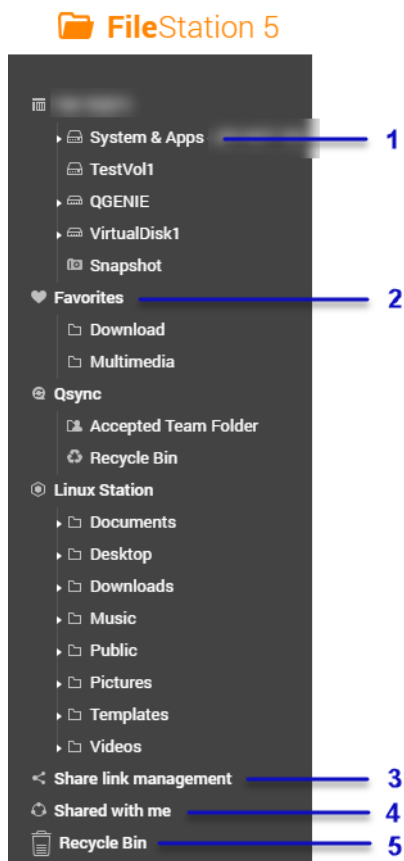 FileStation 5
System & Apps 1
TestVol1
QGENIE
VirtualDisk1
Snapshot
Favorites 2
Download
Multimedia
Qsync
Accepted Team Folder
Recycle Bin
Linux Station
Documents
Desktop
Downloads
Music
Public
Pictures
Templates
Videos
Share link management 3
Shared with me 4
Recycle Bin 5